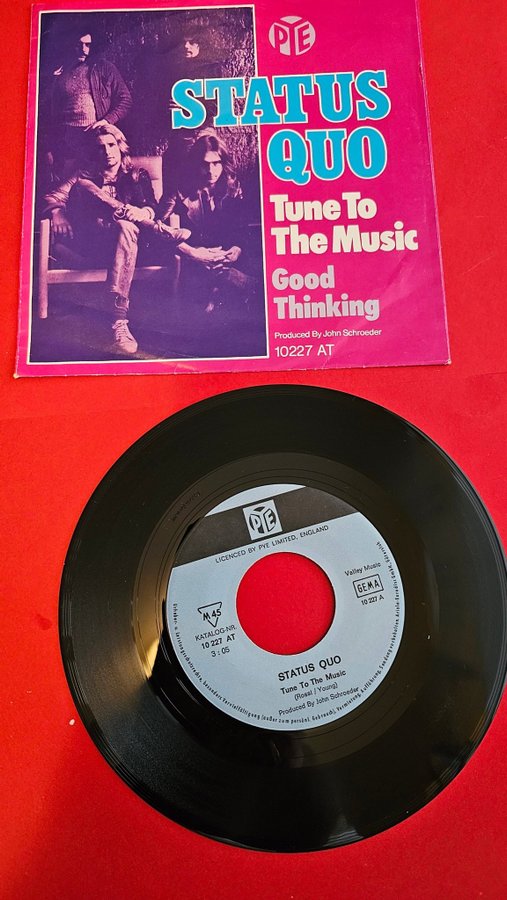 PYE
STATUS
QUO
Tune To
The Music
Good
Thinking
Produced By John Schroeder
10227 AT
PYE
LICENCED BY PYE LIMITED, ENGLAND
Valley Music
GEMA
10 227 A
M 45
KATALOG-NR.
10 227 AT
3 : 05
STATUS QUO
Tune To The Music
(Rossi / Young)
Produced By John Schroeder